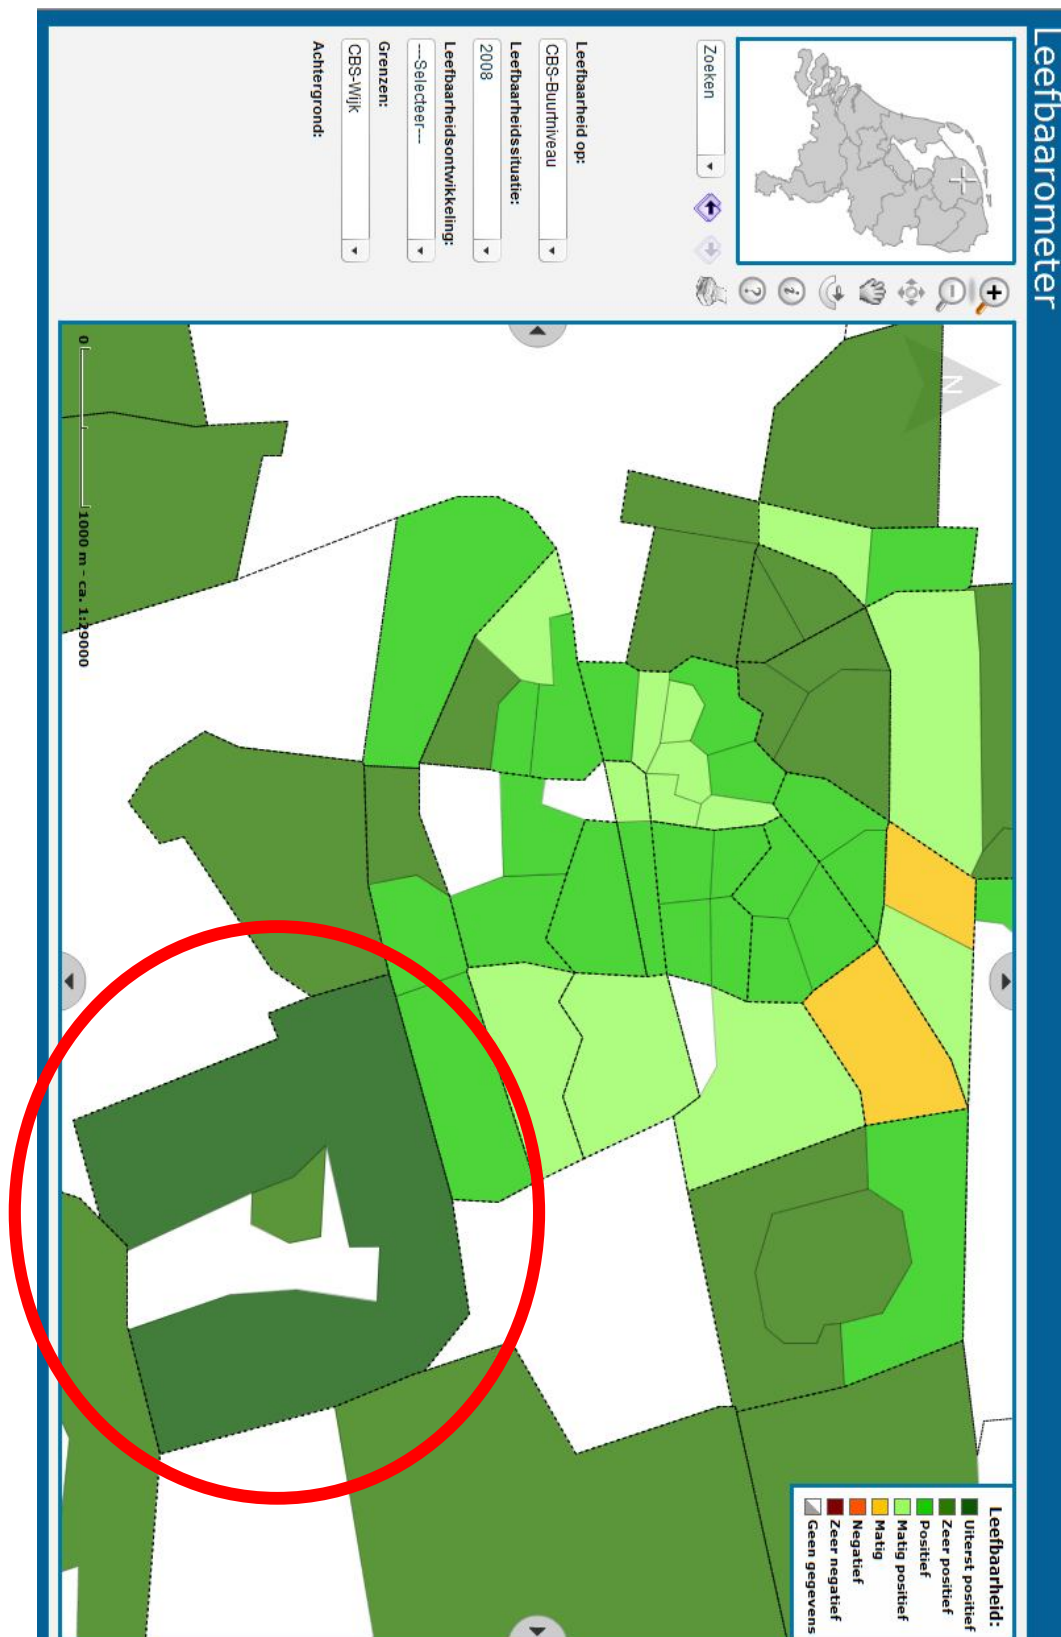 Leefbaarometer
Zoeken
Leefbaarheid op:
CBS-Buurtniveau
Leefbaarheidssituatie:
2008
Leefbaarheidsontwikkeling:
---Selecteer---
Grenzen:
CBS-Wijk
Achtergrond:
N
0
1000 m - ca. 1:29000
Leefbaarheid:
Uiterst positief
Zeer positief
Positief
Matig positief
Matig
Negatief
Zeer negatief
Geen gegevens